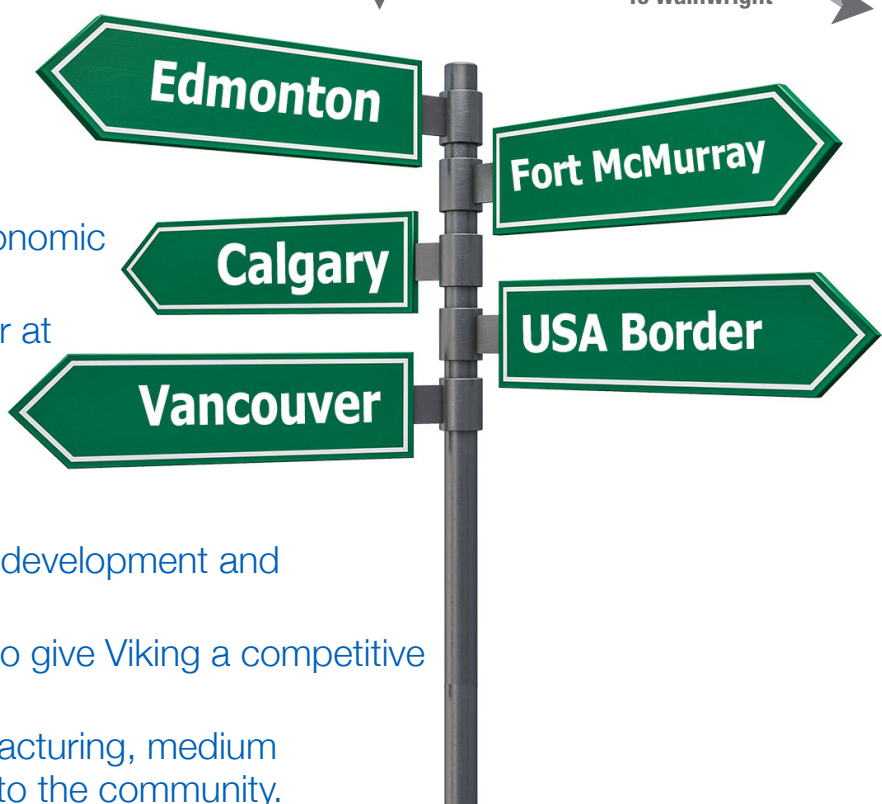 Edmonton
Fort McMurray
Calgary
USA Border
Vancouver
onomic
r at
development and
o give Viking a competitive
acturing, medium
to the community.